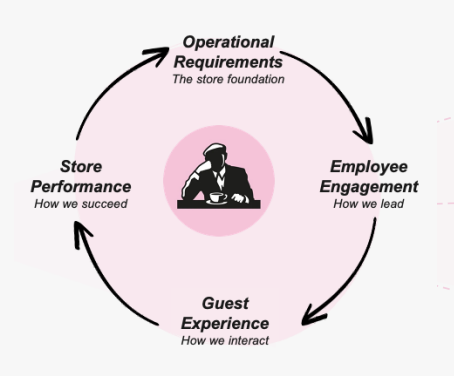 Operational
Requirements
The store foundation
Employee
Engagement
How we lead
Guest
Experience
How we interact
Store
Performance
How we succeed